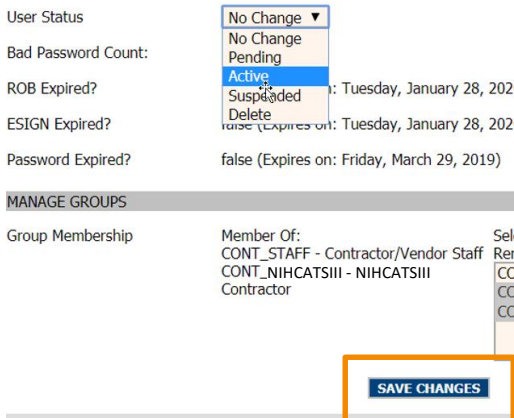 User Status No Change ▼
No Change
Bad Password Count: Pending
Active
ROB Expired? : Tuesday, January 28, 202
Suspended
Delete
ESIGN Expired? false (Expires on: Tuesday, January 28, 202
Password Expired? false (Expires on: Friday, March 29, 2019)
MANAGE GROUPS
Group Membership Member Of: Sel
CONT_STAFF - Contractor/Vendor Staff Rer
CONT_NIHCATSIII - NIHCATSIII CO
Contractor CO
CO
SAVE CHANGES